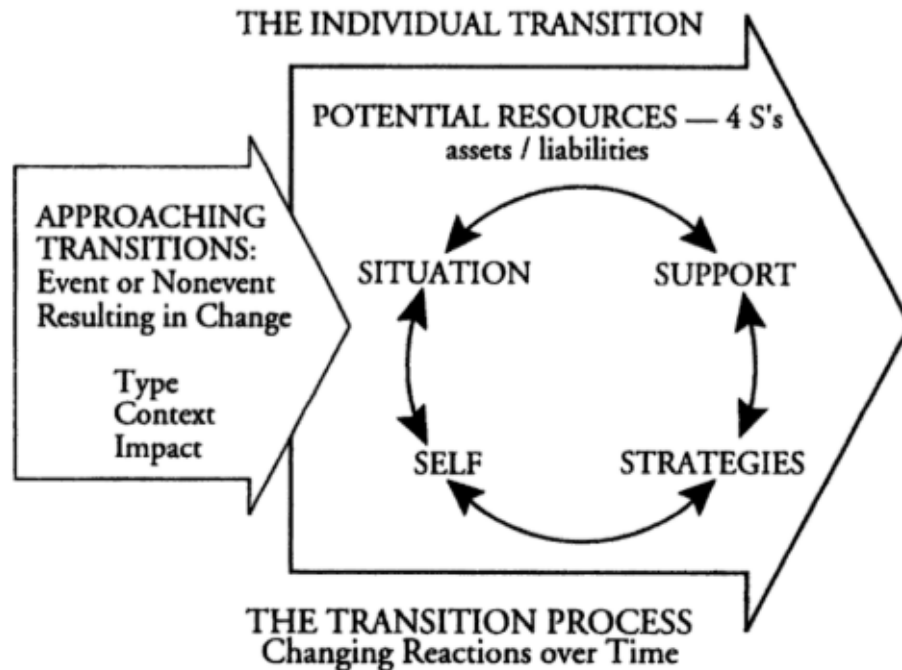 THE INDIVIDUAL TRANSITION
POTENTIAL RESOURCES — 4 S's
assets / liabilities
APPROACHING
TRANSITIONS:
Event or Nonevent
Resulting in Change
Type
Context
Impact
SITUATION
SUPPORT
SELF
STRATEGIES
THE TRANSITION PROCESS
Changing Reactions over Time